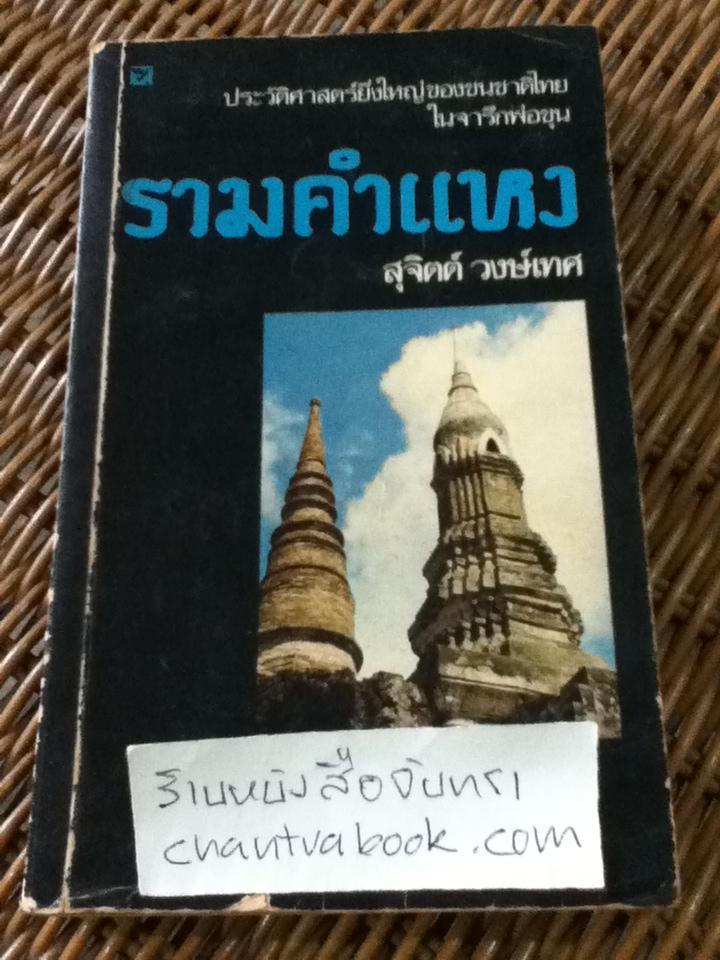 ประวัติศาสตร์ยิ่งใหญ่ของชนชาติไทย
ในจารึกพ่อขุน
รามคำแหง
สุจิตต์ วงษ์เทศ
ร้านหนังสือจันทรา
chantrabook.com